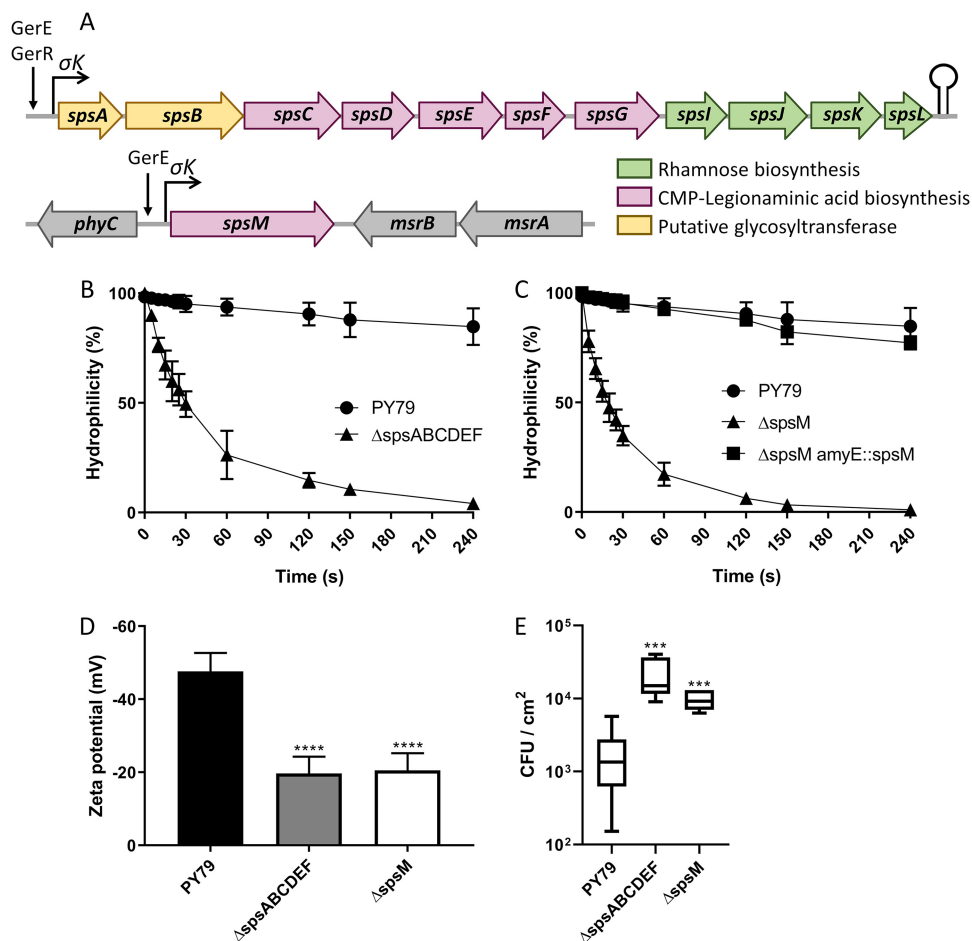 A
GerE
GerR
σK
spsA spsB spsC spsD spsE spsF spsG spsI spsJ spsK spsL
GerE
σK
phyC spsM msrB msrA
Rhamnose biosynthesis
CMP-Legionaminic acid biosynthesis
Putative glycosyltransferase
B
Hydrophilicity (%)
100
50
0
PY79
ΔspsABCDEF
0 30 60 90 120 150 180 210 240
Time (s)
C
Hydrophilicity (%)
100
50
0
PY79
ΔspsM
ΔspsM amyE::spsM
0 30 60 90 120 150 180 210 240
Time (s)
D
Zeta potential (mV)
-60
-40
-20
0
**** ****
PY79 ΔspsABCDEF ΔspsM
E
CFU / cm²
10⁵
10⁴
10³
10²
*** ***
PY79 ΔspsABCDEF ΔspsM